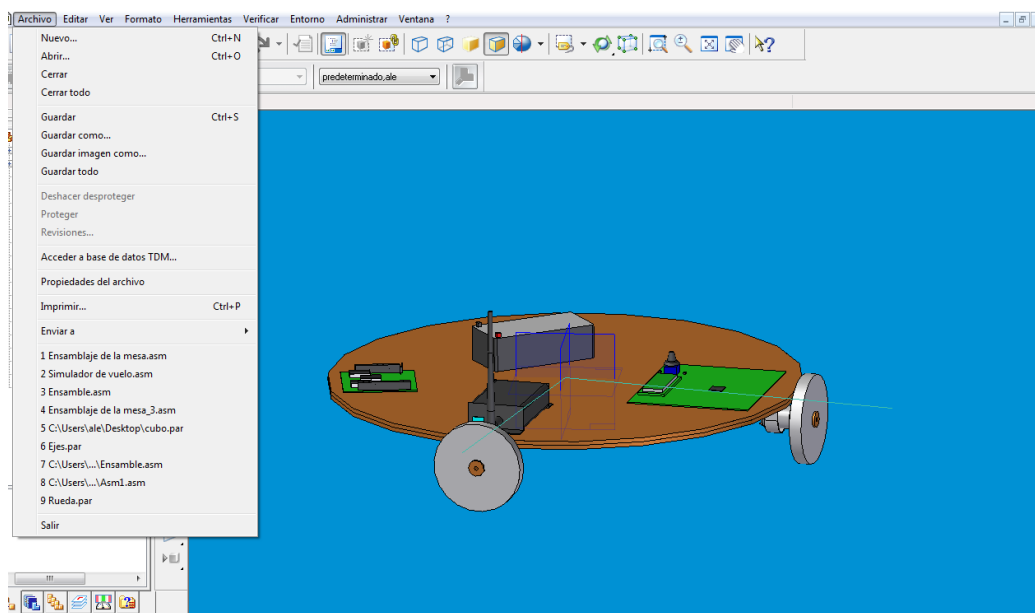 Archivo Editar Ver Formato Herramientas Verificar Entorno Administrar Ventana ?
Nuevo... Ctrl+N
Abrir... Ctrl+O
Cerrar
Cerrar todo
predeterminado,ale
Guardar Ctrl+S
Guardar como...
Guardar imagen como...
Guardar todo
Deshacer desproteger
Proteger
Revisiones...
Acceder a base de datos TDM...
Propiedades del archivo
Imprimir... Ctrl+P
Enviar a
1 Ensamblaje de la mesa.asm
2 Simulador de vuelo.asm
3 Ensamble.asm
4 Ensamblaje de la mesa_3.asm
5 C:\Users\ale\Desktop\cubo.par
6 Ejes.par
7 C:\Users\...\Ensamble.asm
8 C:\Users\...\Asm1.asm
9 Rueda.par
Salir